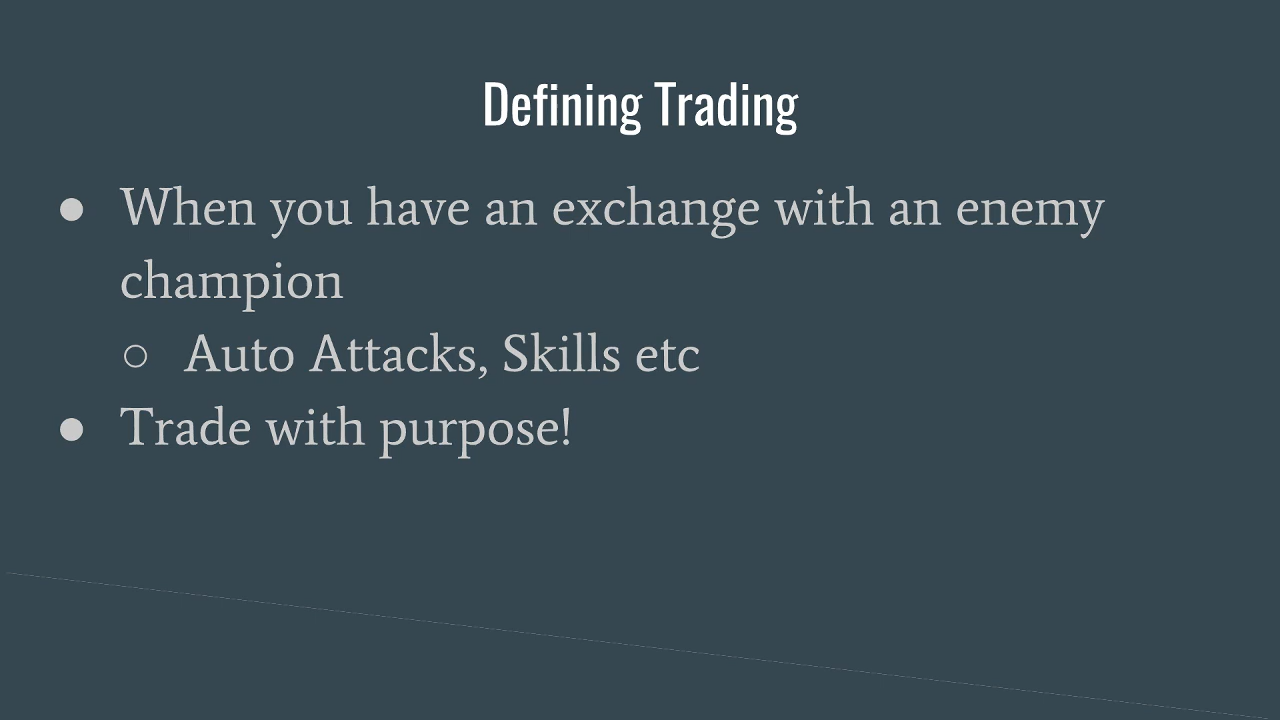 Defining Trading
● When you have an exchange with an enemy
champion
○ Auto Attacks, Skills etc
● Trade with purpose!